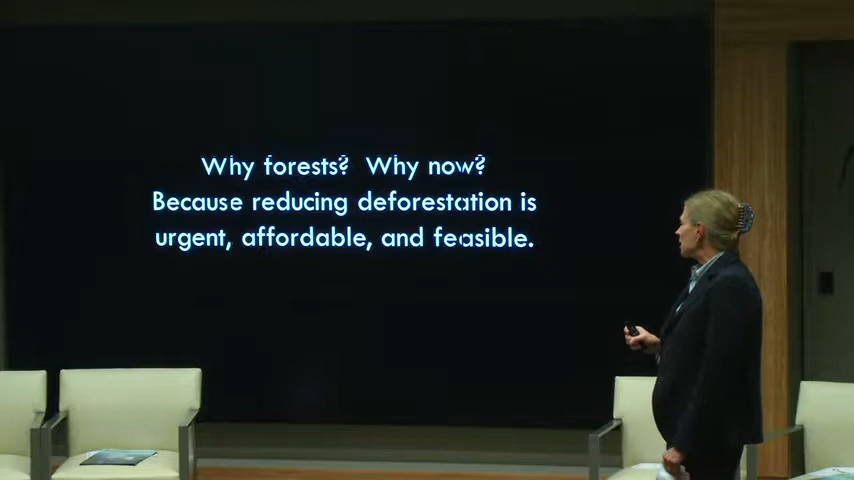 Why forests? Why now?
Because reducing deforestation is
urgent, affordable, and feasible.